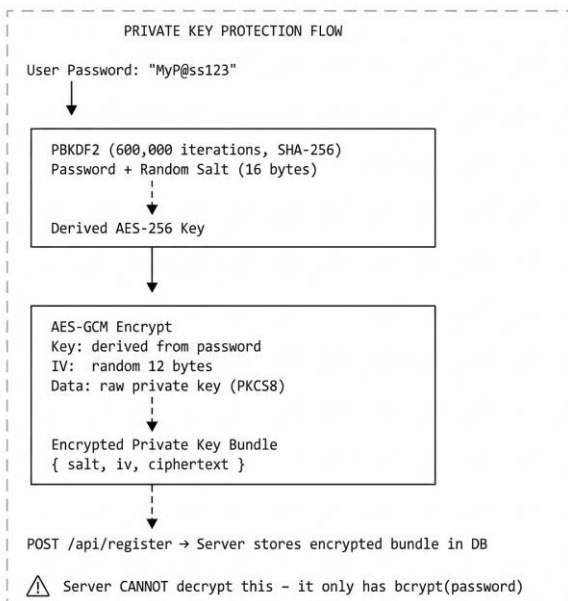 PRIVATE KEY PROTECTION FLOW
User Password: "MyP@ss123"
PBKDF2 (600,000 iterations, SHA-256)
Password + Random Salt (16 bytes)
Derived AES-256 Key
AES-GCM Encrypt
Key: derived from password
IV: random 12 bytes
Data: raw private key (PKCS8)
Encrypted Private Key Bundle
{ salt, iv, ciphertext }
POST /api/register → Server stores encrypted bundle in DB
⚠ Server CANNOT decrypt this – it only has bcrypt(password)